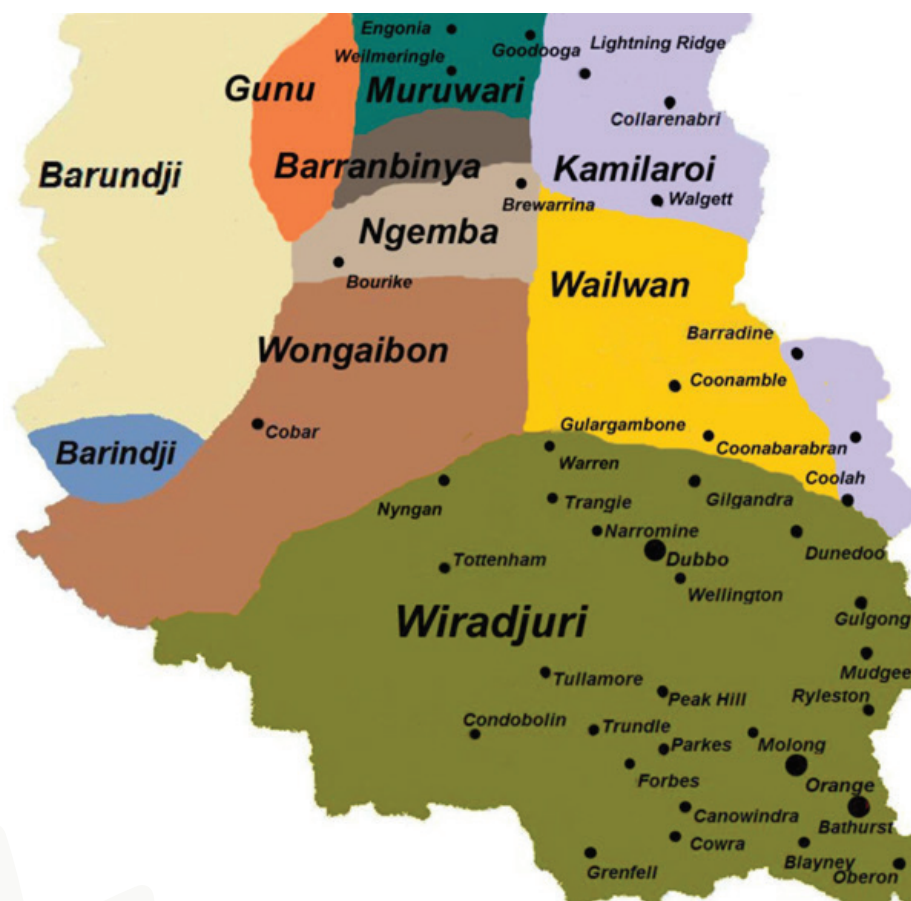 Engonia
Goodooga
Lightning Ridge
Weilmeringle
Gunu
Muruwari
Collarenabri
Barundji
Barranbinya
Kamilaroi
Brewarrina
Walgett
Ngemba
Bourike
Wailwan
Wongaibon
Barradine
Coonamble
Cobar
Gulargambone
Coonabarabran
Barindji
Warren
Coolah
Nyngan
Trangie
Gilgandra
Narromine
Dunedoo
Tottenham
Dubbo
Wellington
Wiradjuri
Gulgong
Tullamore
Mudgee
Peak Hill
Ryleston
Condobolin
Trundle
Parkes
Molong
Forbes
Orange
Canowindra
Bathurst
Cowra
Blayney
Grenfell
Oberon